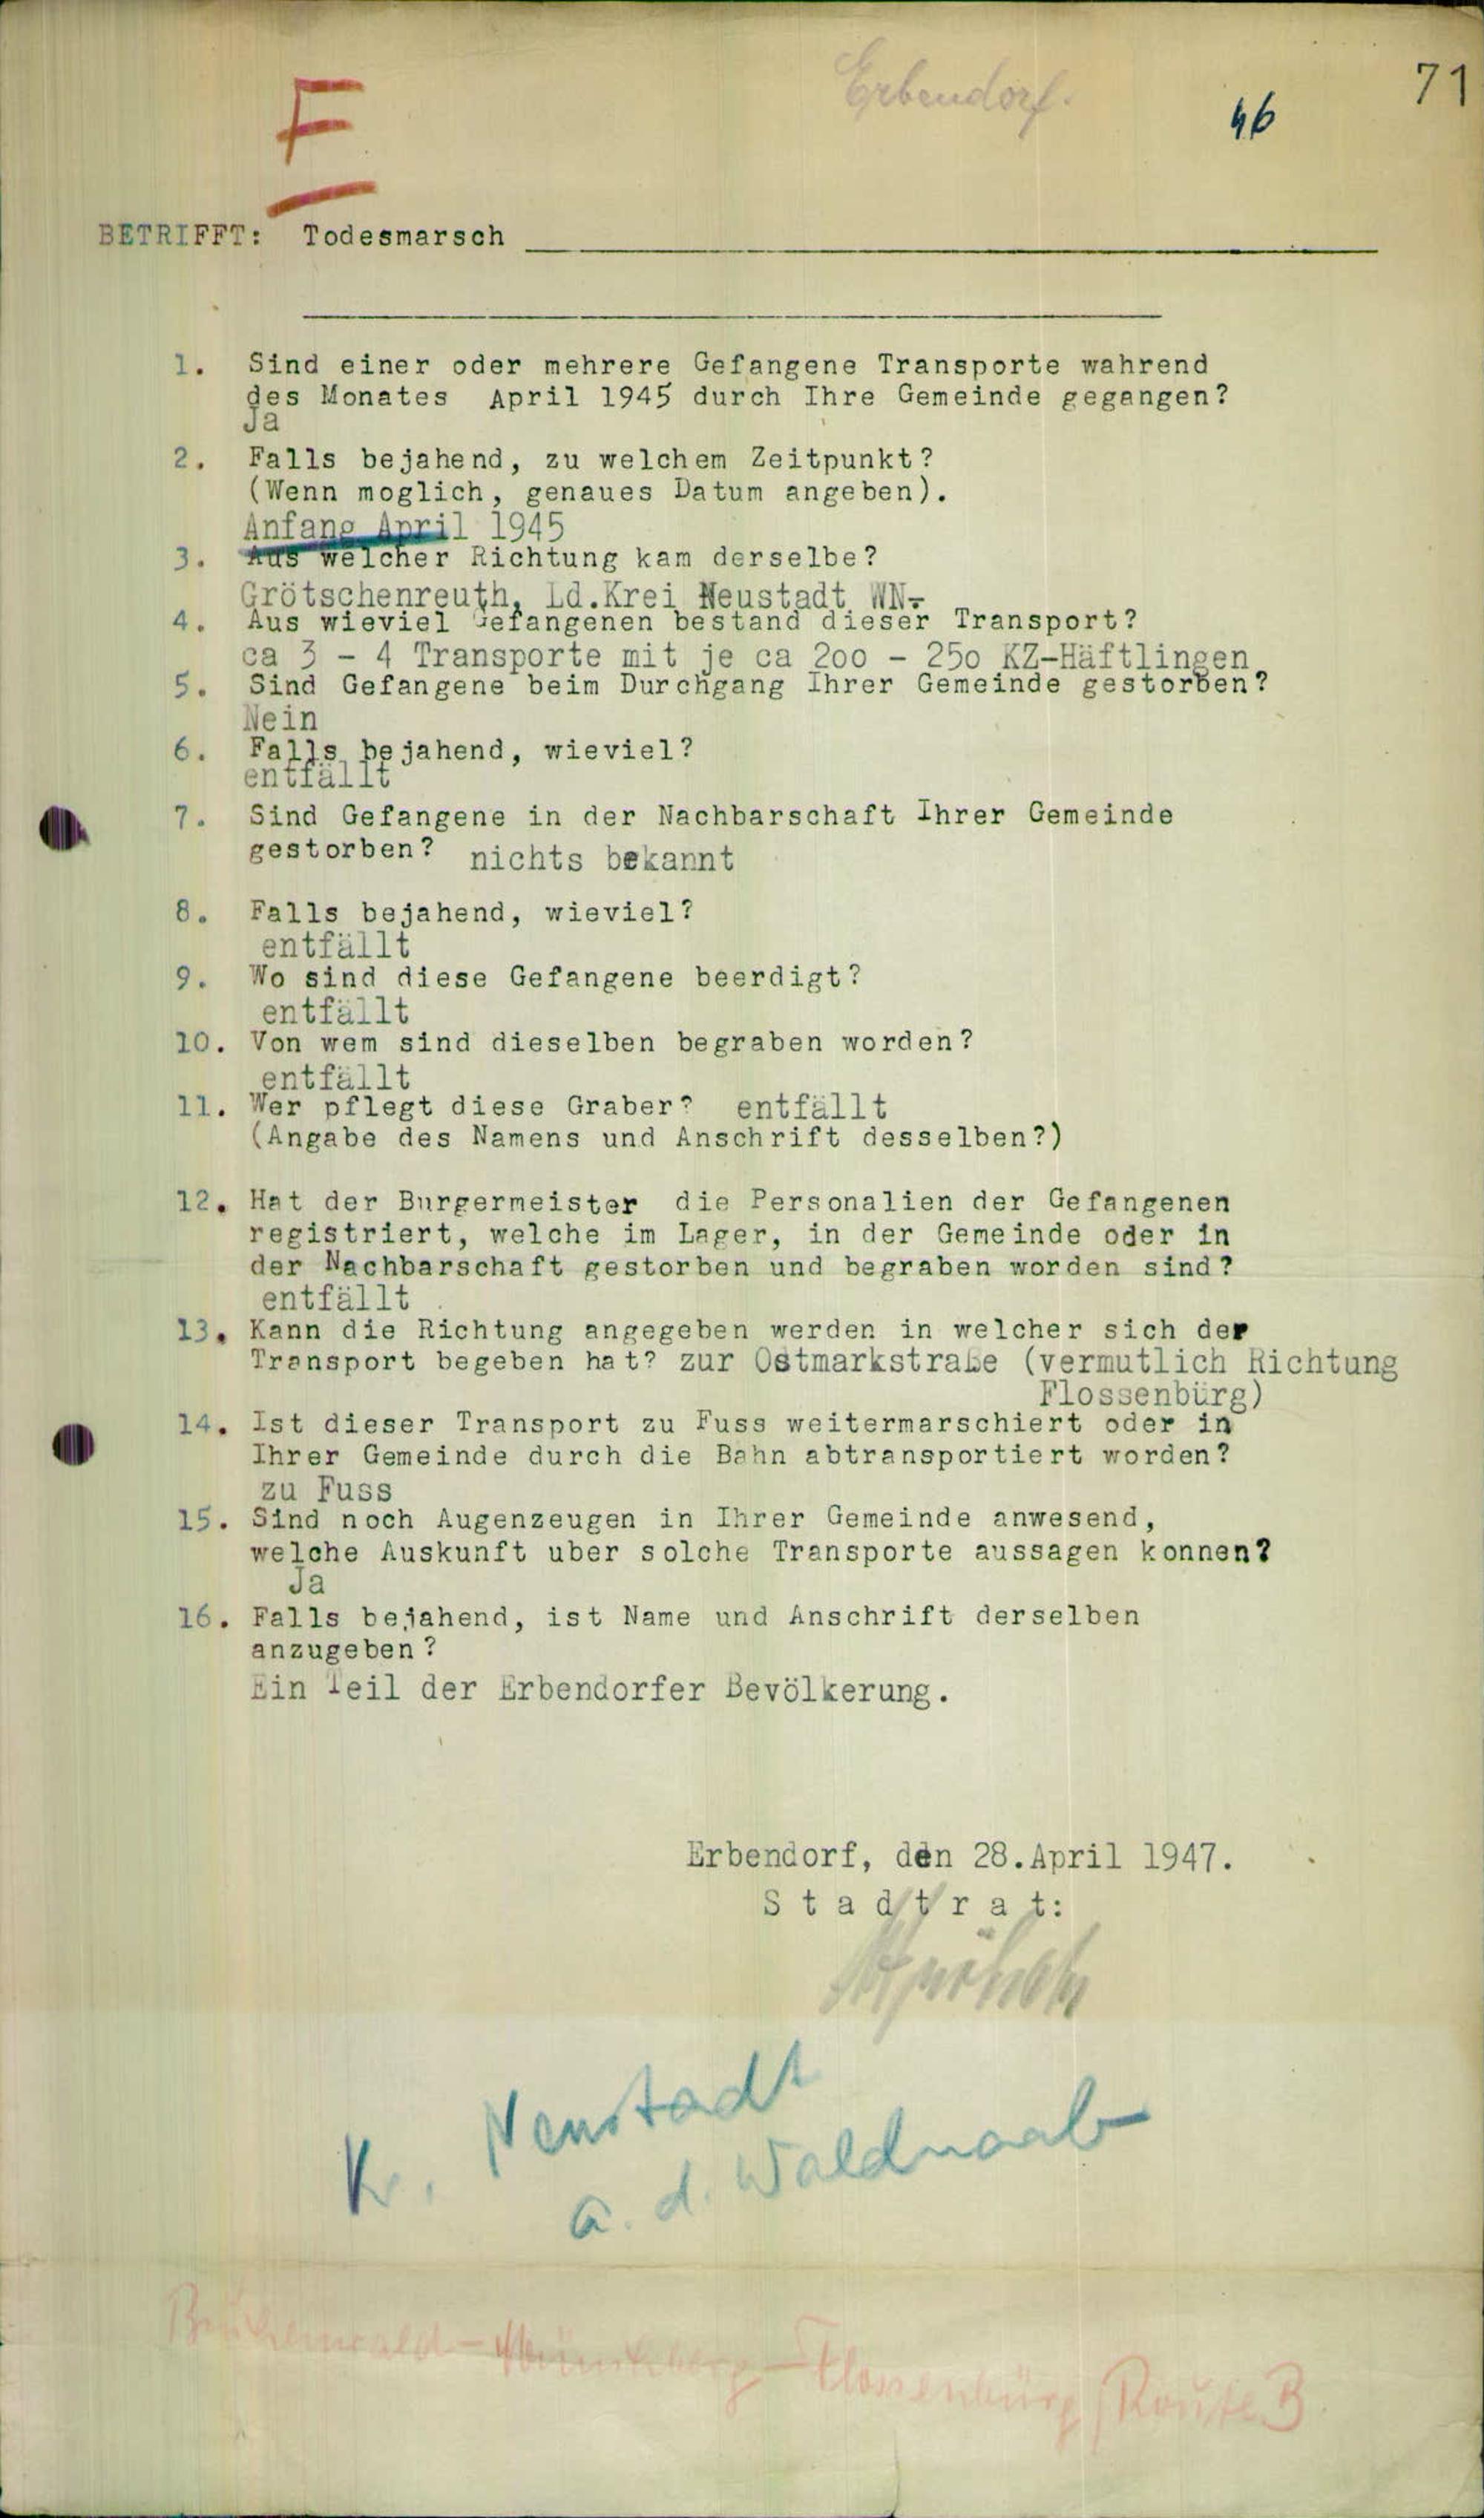 71
Erbendorf.
46
F
BETRIFFT: Todesmarsch
1. Sind einer oder mehrere Gefangene Transporte wahrend
des Monates April 1945 durch Ihre Gemeinde gegangen?
Ja
2. Falls bejahend, zu welchem Zeitpunkt?
(Wenn moglich, genaues Datum angeben).
Anfang April 1945
3. Aus welcher Richtung kam derselbe?
Grötschenreuth, Ld.Krei Neustadt WN-
4. Aus wieviel Gefangenen bestand dieser Transport?
ca 3 - 4 Transporte mit je ca 2oo - 25o KZ-Häftlingen
5. Sind Gefangene beim Durchgang Ihrer Gemeinde gestorben?
Nein
6. Falls bejahend, wieviel?
entfällt
7. Sind Gefangene in der Nachbarschaft Ihrer Gemeinde
gestorben? nichts bekannt
8. Falls bejahend, wieviel?
entfällt
9. Wo sind diese Gefangene beerdigt?
entfällt
10. Von wem sind dieselben begraben worden?
entfällt
11. Wer pflegt diese Graber? entfällt
(Angabe des Namens und Anschrift desselben?)
12. Hat der Burgermeister die Personalien der Gefangenen
registriert, welche im Lager, in der Gemeinde oder in
der Nachbarschaft gestorben und begraben worden sind?
entfällt
13. Kann die Richtung angegeben werden in welcher sich der
Transport begeben hat? zur Ostmarkstraße (vermutlich Richtung
Flossenbürg)
14. Ist dieser Transport zu Fuss weitermarschiert oder in
Ihrer Gemeinde durch die Bahn abtransportiert worden?
zu Fuss
15. Sind noch Augenzeugen in Ihrer Gemeinde anwesend,
welche Auskunft uber solche Transporte aussagen konnen?
Ja
16. Falls bejahend, ist Name und Anschrift derselben
anzugeben?
Ein Teil der Erbendorfer Bevölkerung.
Erbendorf, den 28.April 1947.
S t a d t r a t:
Kr. Neustadt
a. d. Waldnaab
Buchenwald - Flossenbürg Route B